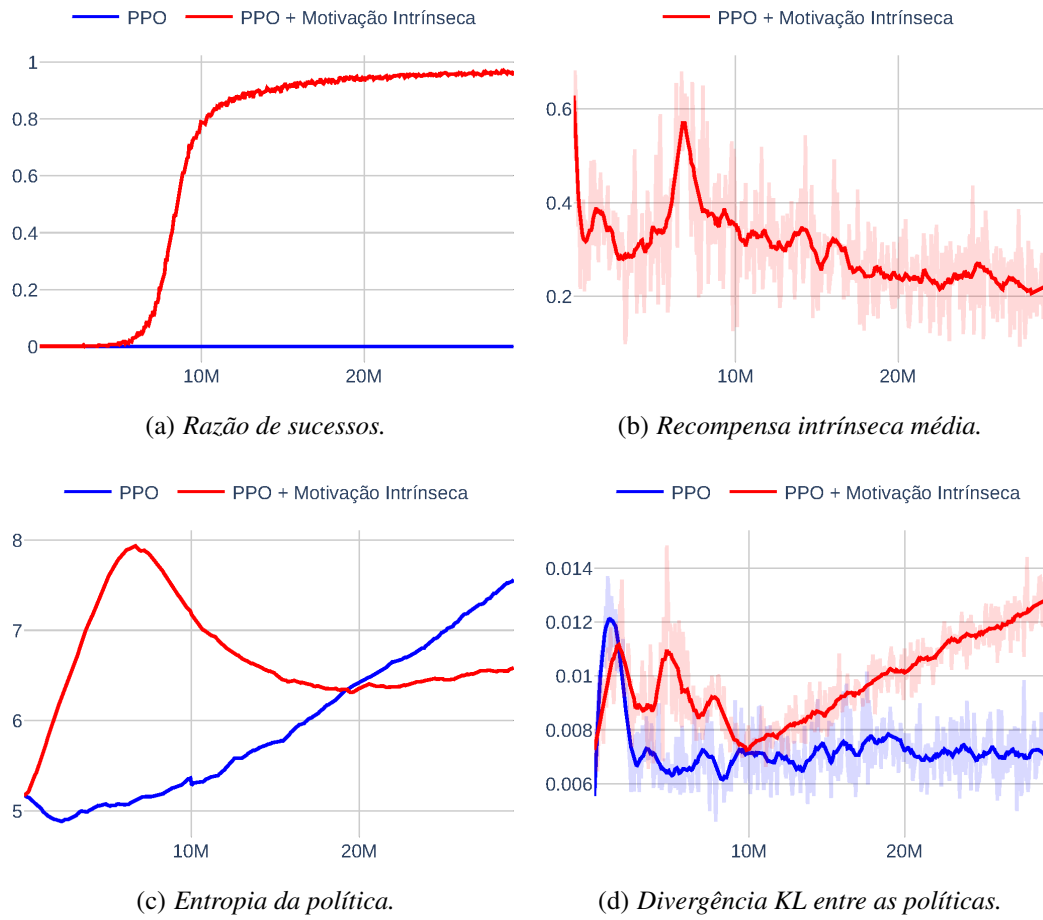 PPO PPO + Motivação Intrínseca
1
0.8
0.6
0.4
0.2
0
10M 20M
(a) Razão de sucessos.
PPO + Motivação Intrínseca
0.6
0.4
0.2
10M 20M
(b) Recompensa intrínseca média.
PPO PPO + Motivação Intrínseca
8
7
6
5
10M 20M
(c) Entropia da política.
PPO PPO + Motivação Intrínseca
0.014
0.012
0.01
0.008
0.006
10M 20M
(d) Divergência KL entre as políticas.